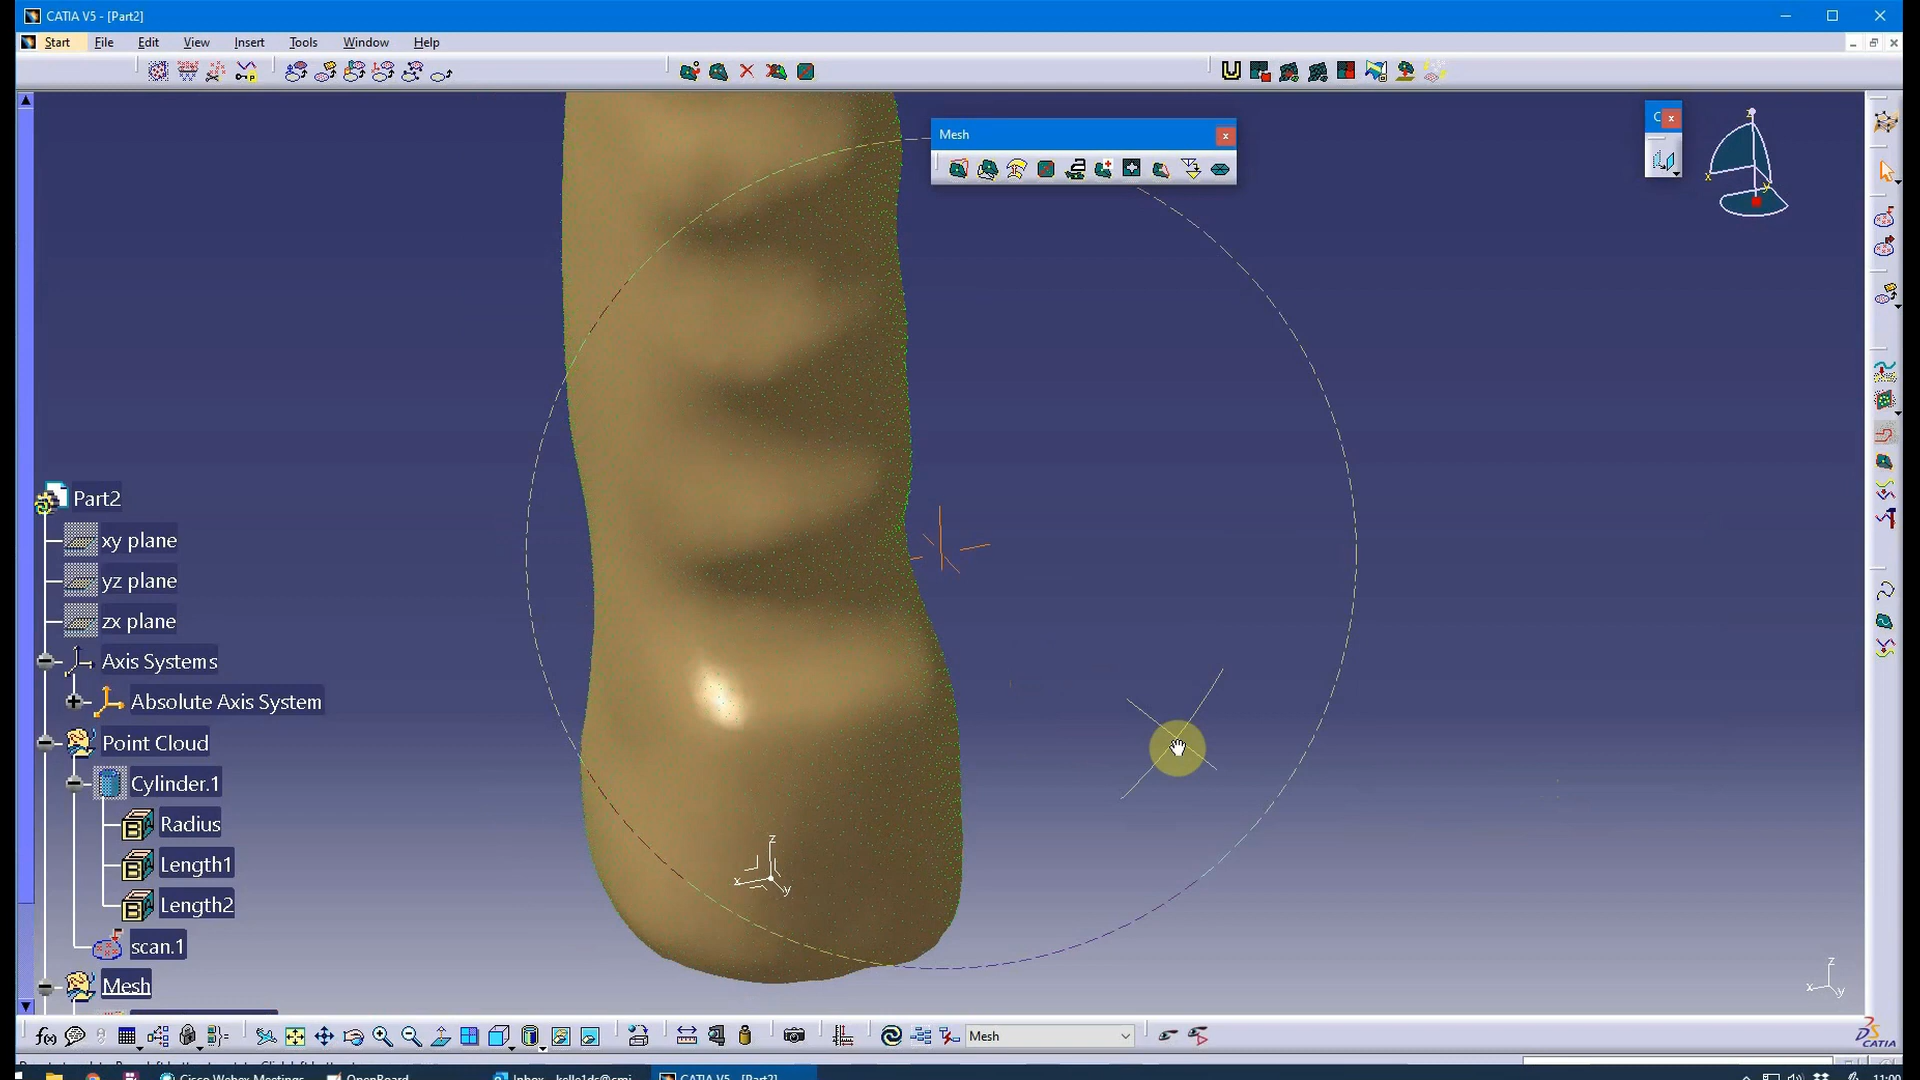 CATIA V5 - [Part2]
Start File Edit View Insert Tools Window Help
Mesh
C
z
x
y
Part2
xy plane
yz plane
zx plane
Axis Systems
Absolute Axis System
Point Cloud
Cylinder.1
Radius
Length1
Length2
scan.1
Mesh
z
x
y
z
x
y
f(x)
Mesh
CATIA
Cisco Webex Meetings
OpenBoard
CATIA V5 - [Part2]
11:00